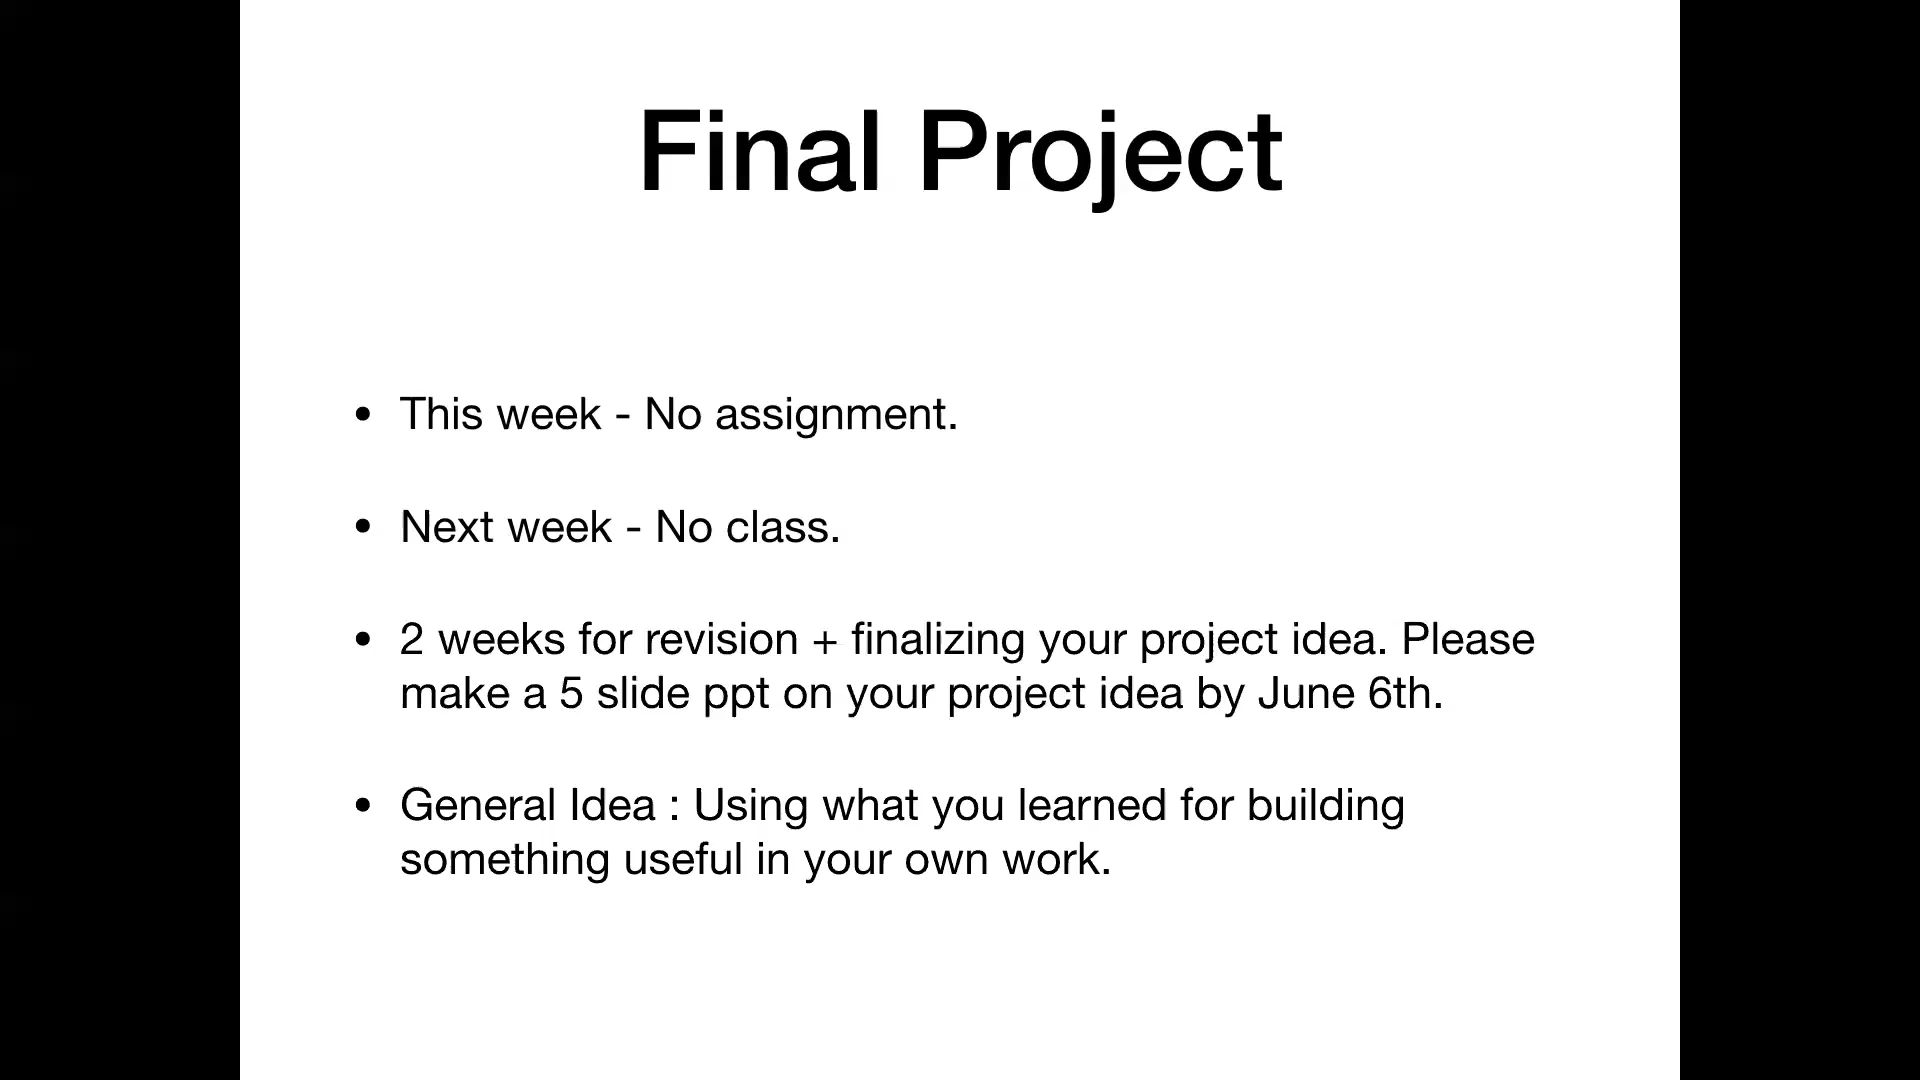 Final Project
• This week - No assignment.
• Next week - No class.
• 2 weeks for revision + finalizing your project idea. Please
make a 5 slide ppt on your project idea by June 6th.
• General Idea : Using what you learned for building
something useful in your own work.